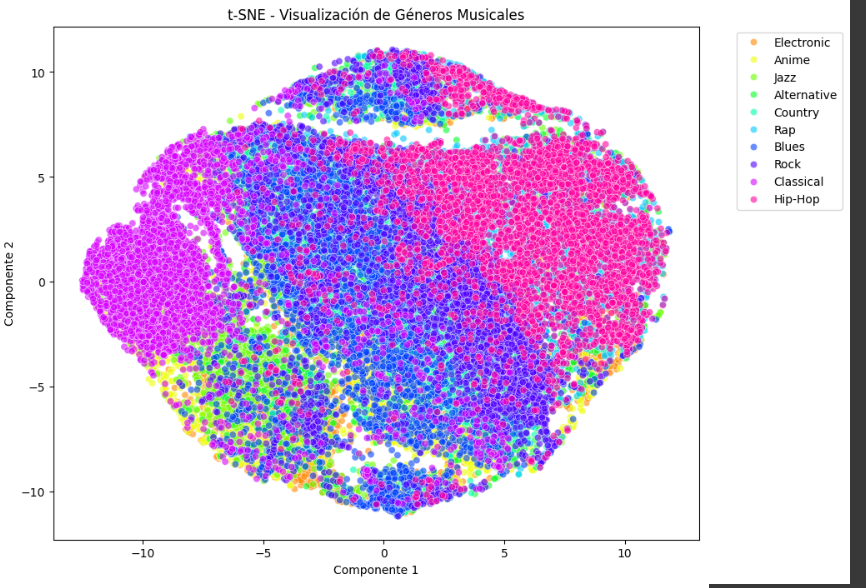 t-SNE - Visualización de Géneros Musicales
Electronic
Anime
Jazz
Alternative
Country
Rap
Blues
Rock
Classical
Hip-Hop
10
5
0
−5
−10
Componente 2
−10
−5
0
5
10
Componente 1